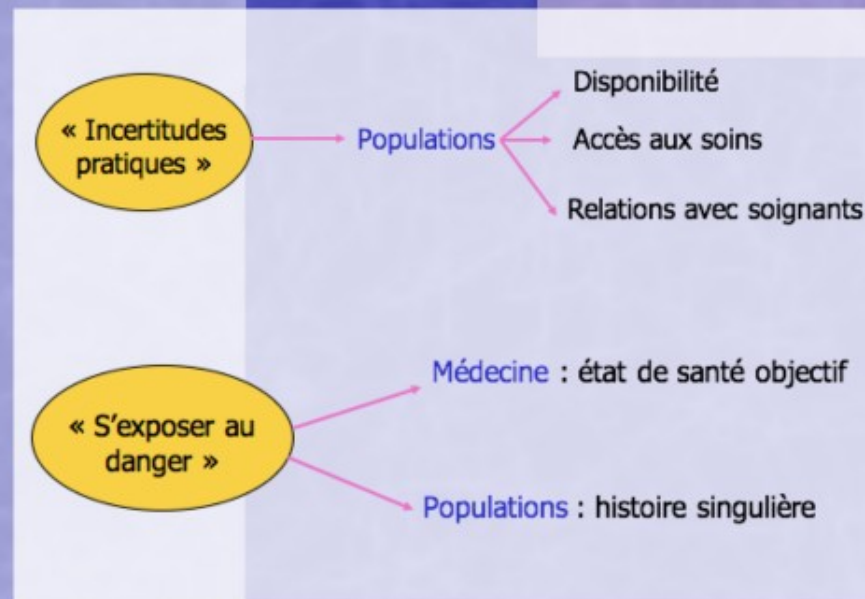 « Incertitudes
pratiques »
Populations
Disponibilité
Accès aux soins
Relations avec soignants
« S’exposer au
danger »
Médecine : état de santé objectif
Populations : histoire singulière